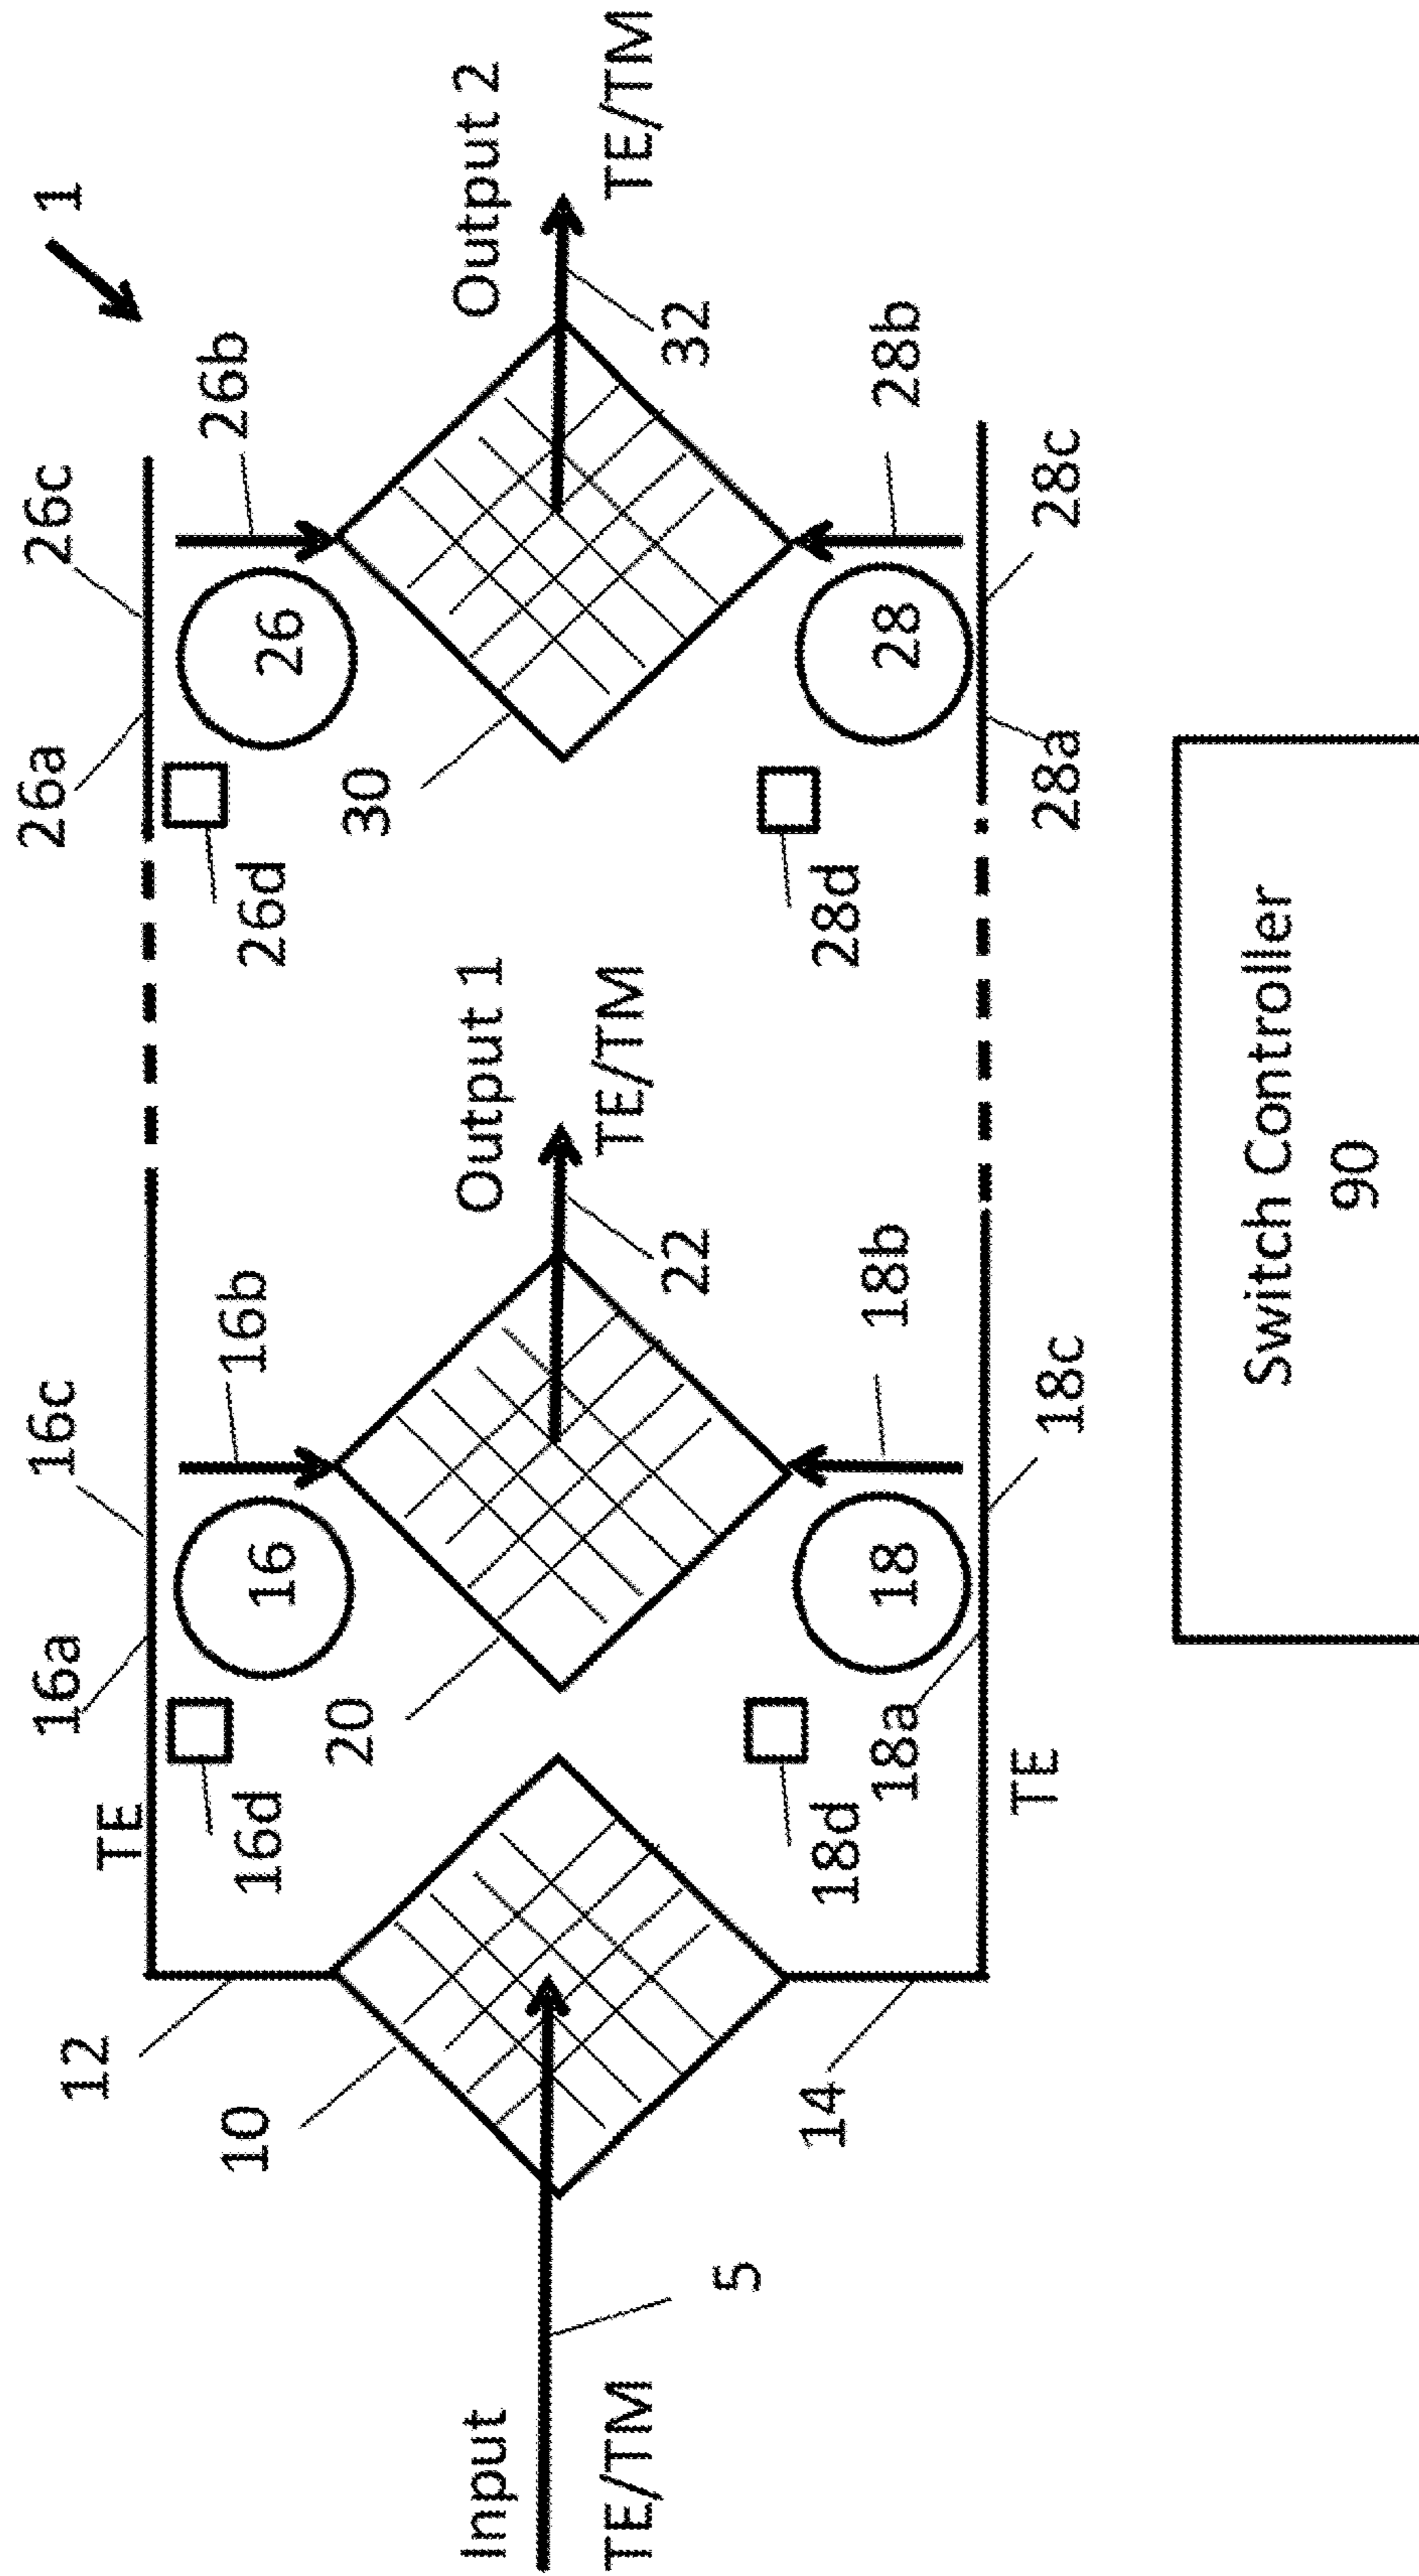 1
26c
26a
26b
26
26d
Output 2
TE/TM
32
30
28b
28
28c
28a
28d
16c
16a
TE
16b
16
16d
Output 1
TE/TM
22
20
18b
18
18c
18a
18d
TE
12
10
14
5
Input
TE/TM
Switch Controller
90